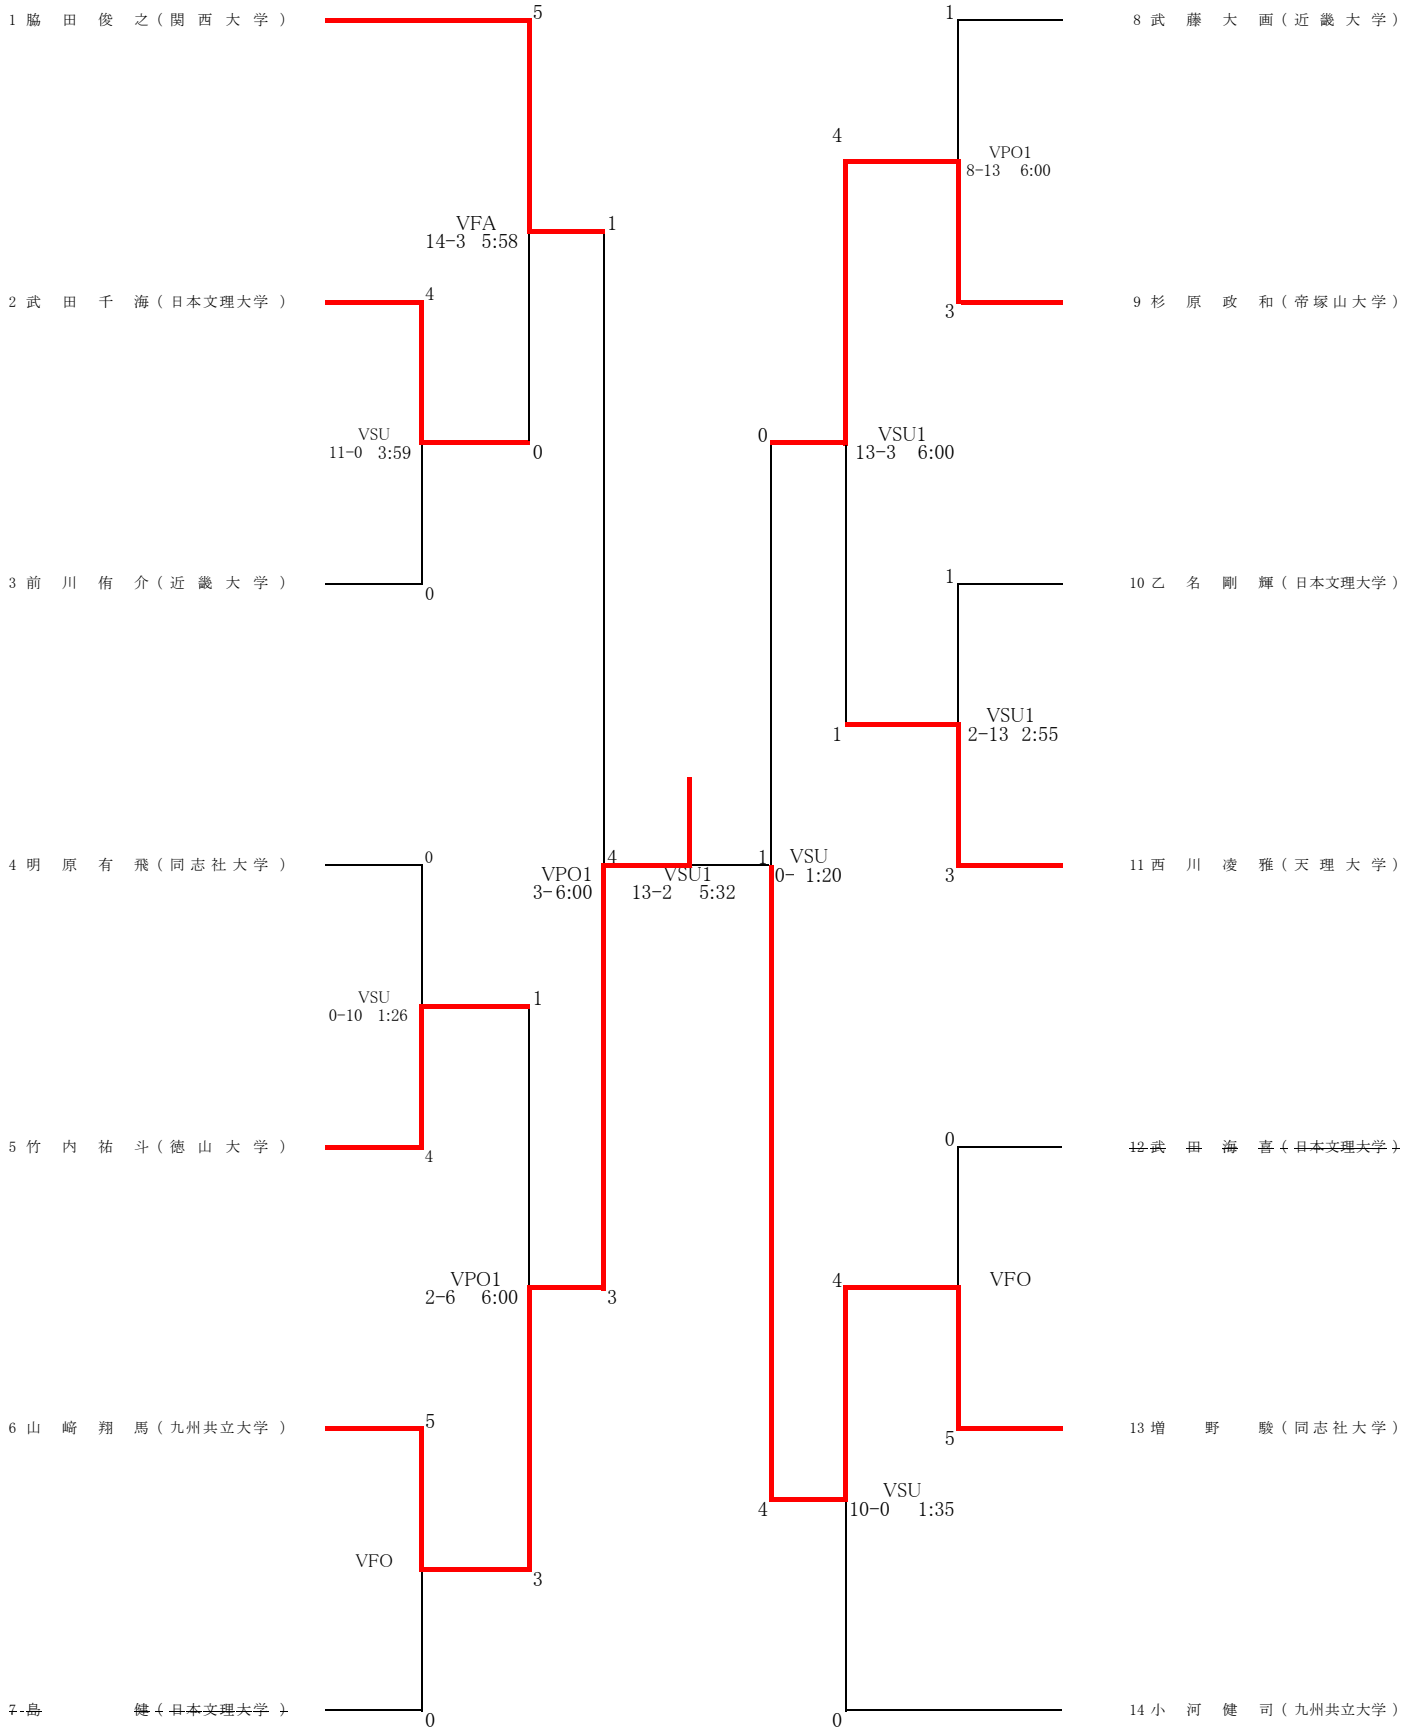 1 脇田俊之(関西大学)
5
VFA
14-3 5:58
1
2 武田千海(日本文理大学)
4
VSU
11-0 3:59
0
3 前川侑介(近畿大学)
0
4 明原有飛(同志社大学)
0
4
VPO1
3- 6:00
VSU1
13-2 5:32
VSU
0-10 1:26
1
5 竹内祐斗(徳山大学)
4
VPO1
2-6 6:00
3
6 山﨑翔馬(九州共立大学)
5
VFO
3
7 島健(日本文理大学)
0
1
8 武藤大画(近畿大学)
4
VPO1
8-13 6:00
3
9 杉原政和(帝塚山大学)
0
VSU1
13-3 6:00
1
10 乙名剛輝(日本文理大学)
1
VSU1
2-13 2:55
1
VSU
0- 1:20
3
11 西川凌雅(天理大学)
0
12 武田海喜(日本文理大学)
4
VFO
5
13 増野駿(同志社大学)
4
VSU
10-0 1:35
0
14 小河健司(九州共立大学)